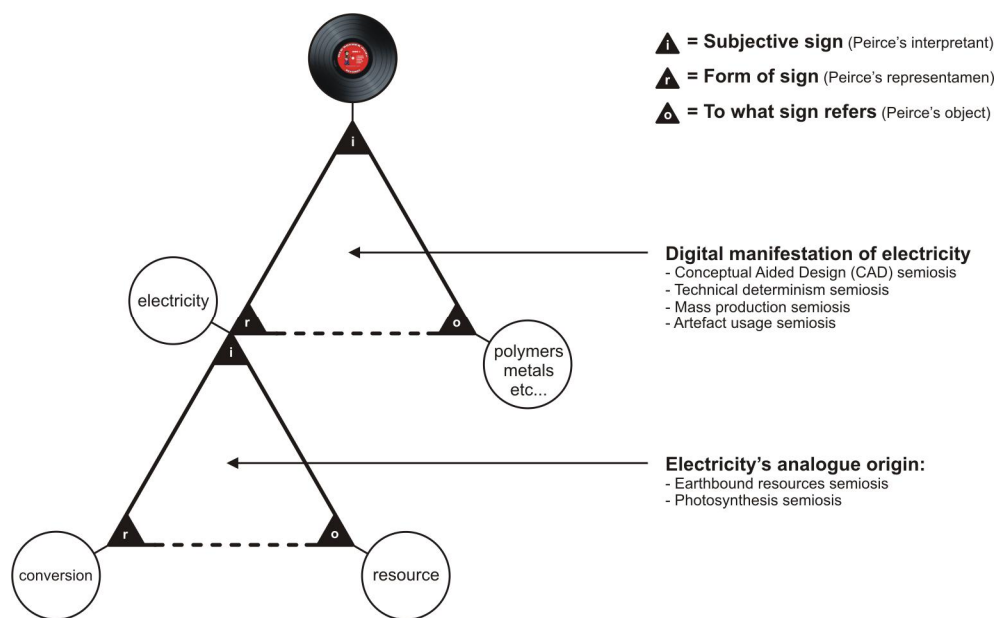 i = Subjective sign (Peirce's interpretant)
r = Form of sign (Peirce's representamen)
o = To what sign refers (Peirce's object)
i
Digital manifestation of electricity
- Conceptual Aided Design (CAD) semiosis
- Technical determinism semiosis
- Mass production semiosis
- Artefact usage semiosis
electricity
r
o
i
polymers
metals
etc...
Electricity's analogue origin:
- Earthbound resources semiosis
- Photosynthesis semiosis
r
o
conversion
resource